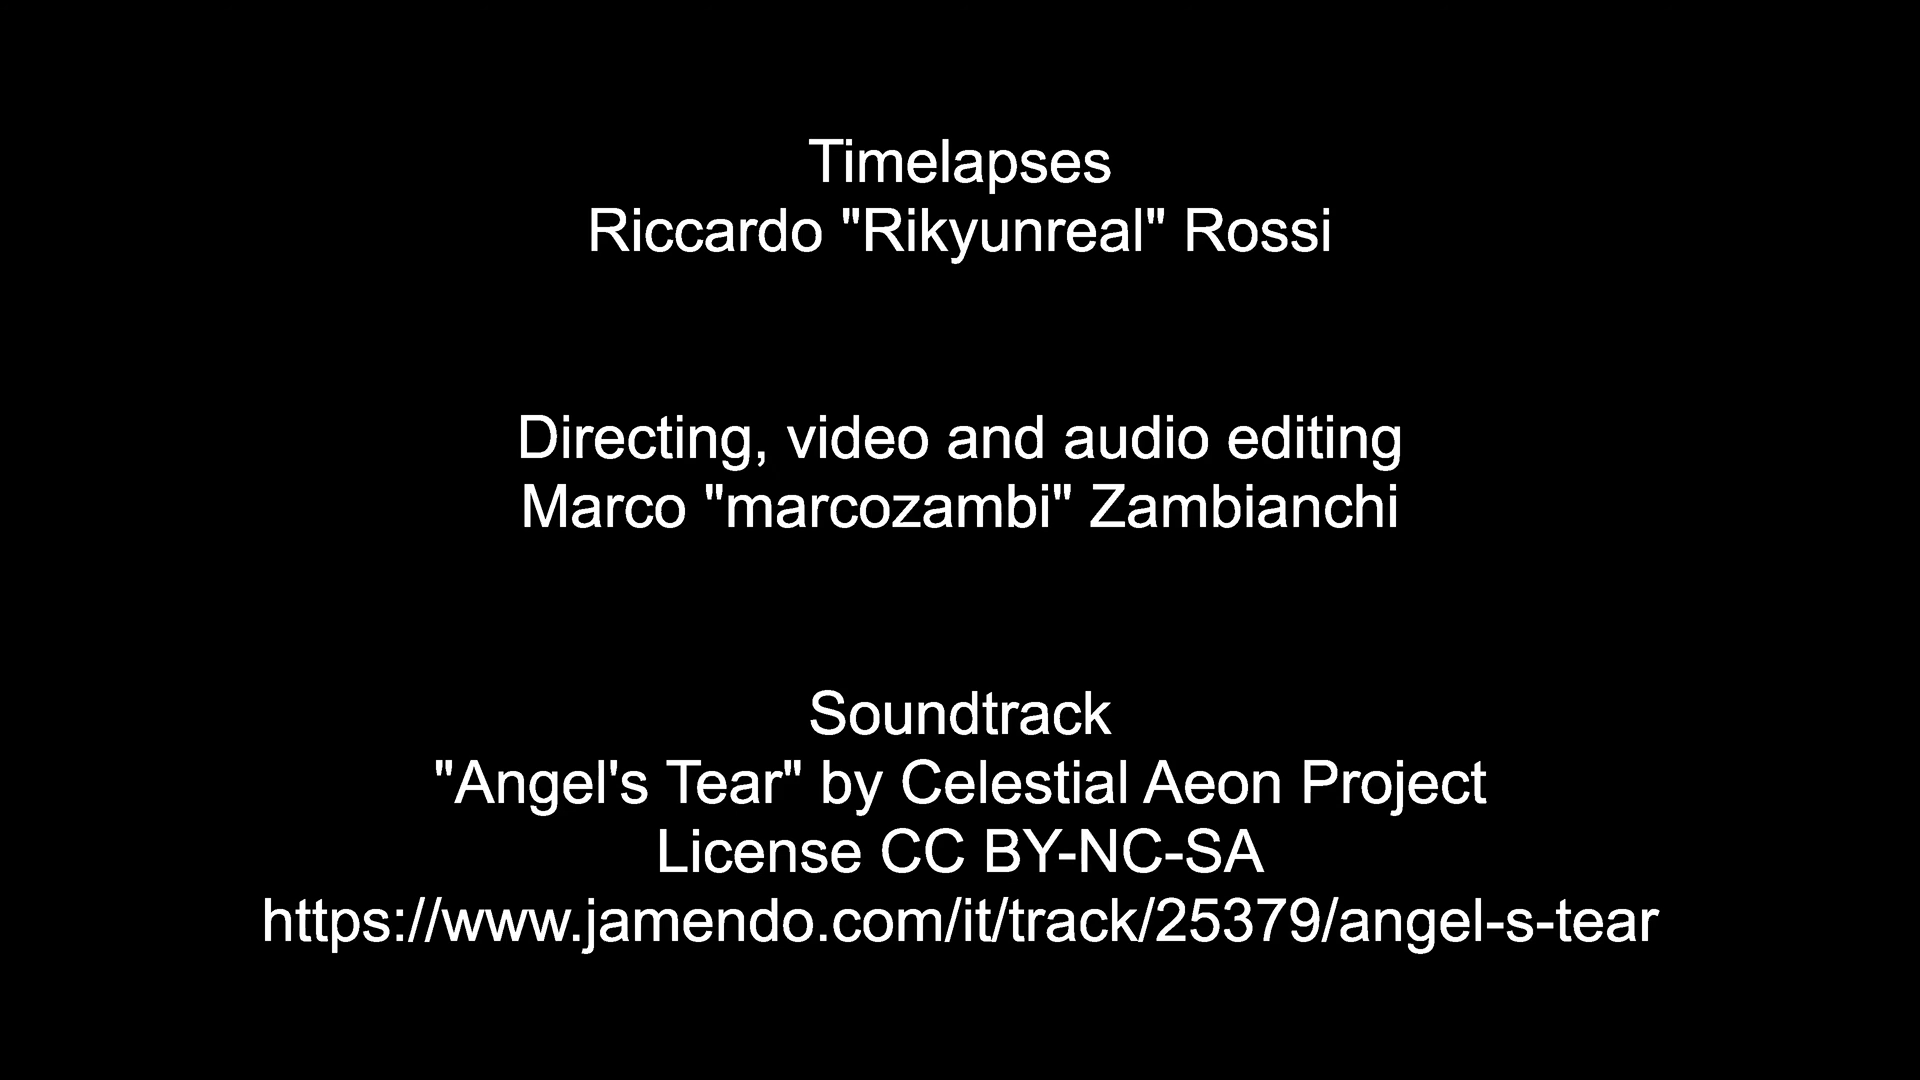 Timelapses
Riccardo "Rikyunreal" Rossi
Directing, video and audio editing
Marco "marcozambi" Zambianchi
Soundtrack
"Angel's Tear" by Celestial Aeon Project
License CC BY-NC-SA
https://www.jamendo.com/it/track/25379/angel-s-tear